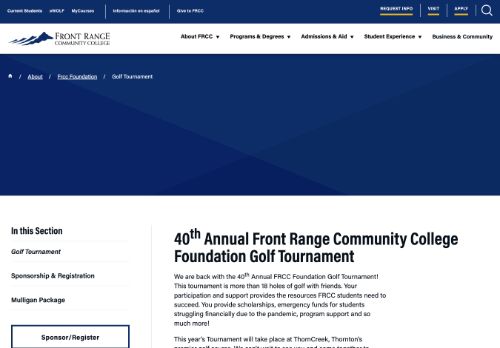 Current Students eWOLF MyCourses Información en español Give to FRCC REQUEST INFO VISIT APPLY
FRONT RANGE
COMMUNITY COLLEGE
About FRCC Programs & Degrees Admissions & Aid Student Experience Business & Community
/ About / Frcc Foundation / Golf Tournament
In this Section
Golf Tournament
Sponsorship & Registration
Mulligan Package
Sponsor/Register
40th Annual Front Range Community College
Foundation Golf Tournament
We are back with the 40th Annual FRCC Foundation Golf Tournament!
This tournament is more than 18 holes of golf with friends. Your
participation and support provides the resources FRCC students need to
succeed. You provide scholarships, emergency funds for students
struggling financially due to the pandemic, program support and so
much more!
This year's Tournament will take place at ThornCreek, Thornton's